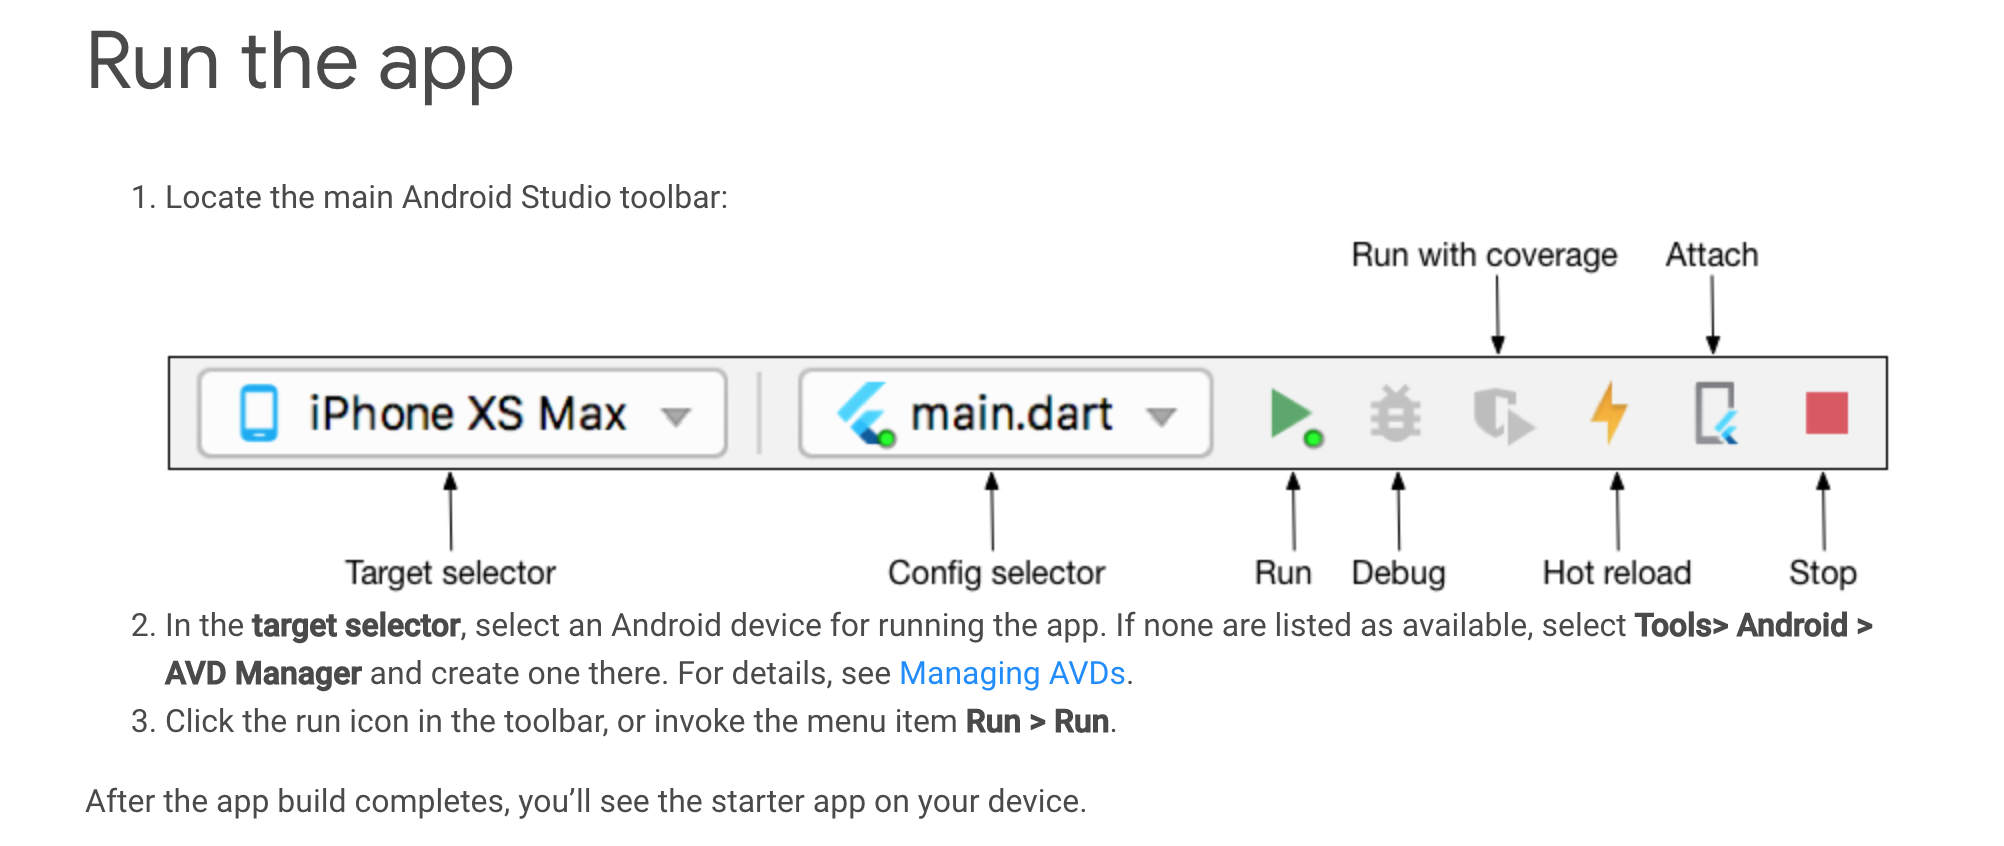 Run the app
1. Locate the main Android Studio toolbar:
Run with coverage Attach
iPhone XS Max main.dart
Target selector Config selector Run Debug Hot reload Stop
2. In the target selector, select an Android device for running the app. If none are listed as available, select Tools> Android >
AVD Manager and create one there. For details, see Managing AVDs.
3. Click the run icon in the toolbar, or invoke the menu item Run > Run.
After the app build completes, you’ll see the starter app on your device.